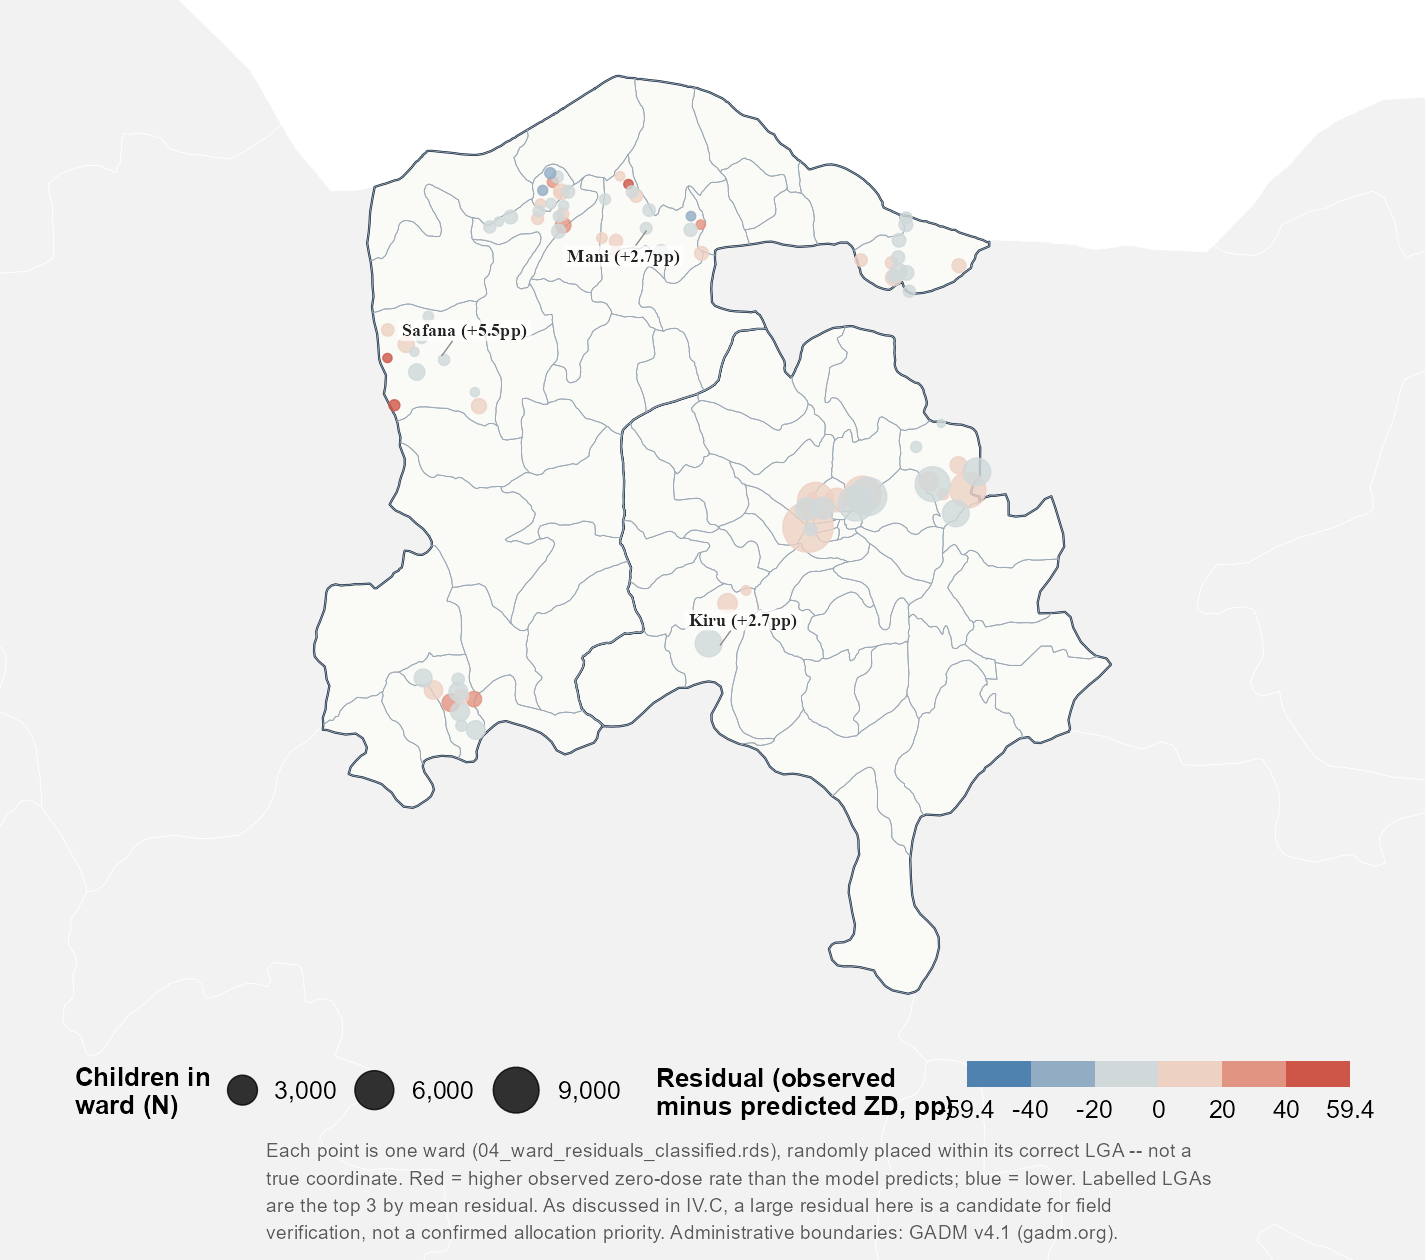 Mani (+2.7pp)
Safana (+5.5pp)
Kiru (+2.7pp)
Children in
ward (N)
3,000
6,000
9,000
Residual (observed
minus predicted ZD, pp)
-59.4
-40
-20
0
20
40
59.4
Each point is one ward (04_ward_residuals_classified.rds), randomly placed within its correct LGA -- not a
true coordinate. Red = higher observed zero-dose rate than the model predicts; blue = lower. Labelled LGAs
are the top 3 by mean residual. As discussed in IV.C, a large residual here is a candidate for field
verification, not a confirmed allocation priority. Administrative boundaries: GADM v4.1 (gadm.org).